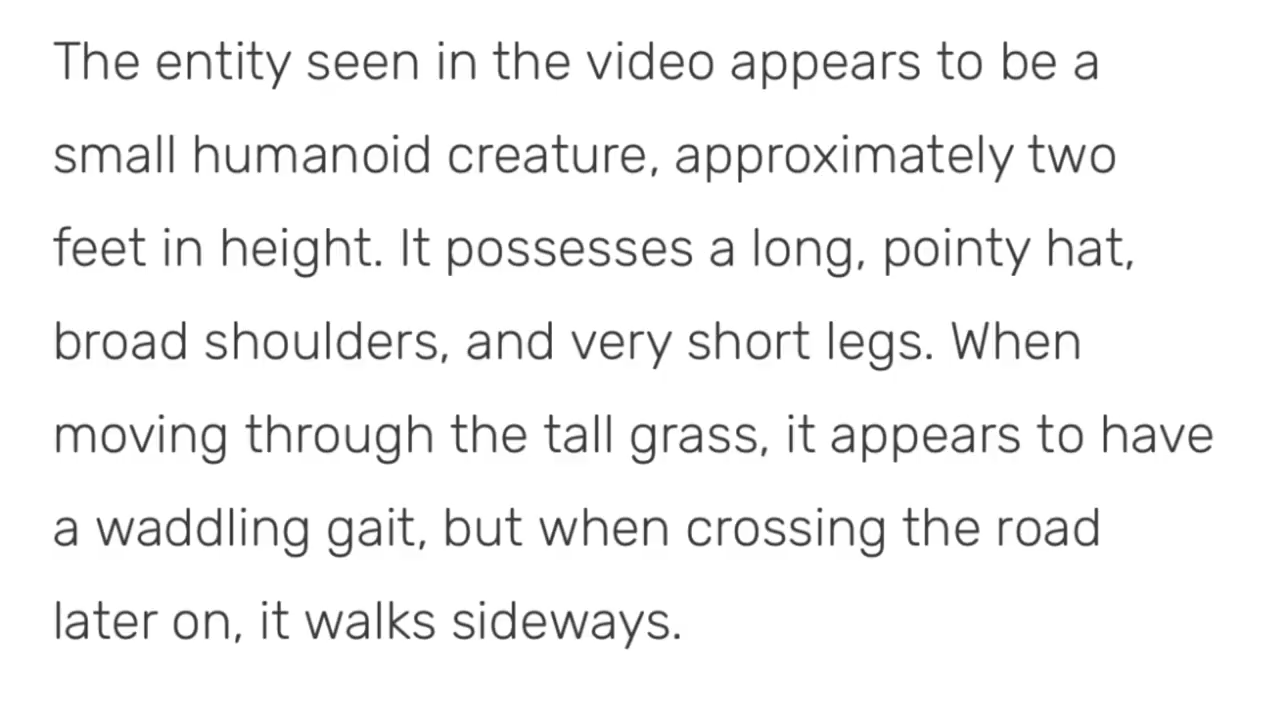 The entity seen in the video appears to be a
small humanoid creature, approximately two
feet in height. It possesses a long, pointy hat,
broad shoulders, and very short legs. When
moving through the tall grass, it appears to have
a waddling gait, but when crossing the road
later on, it walks sideways.